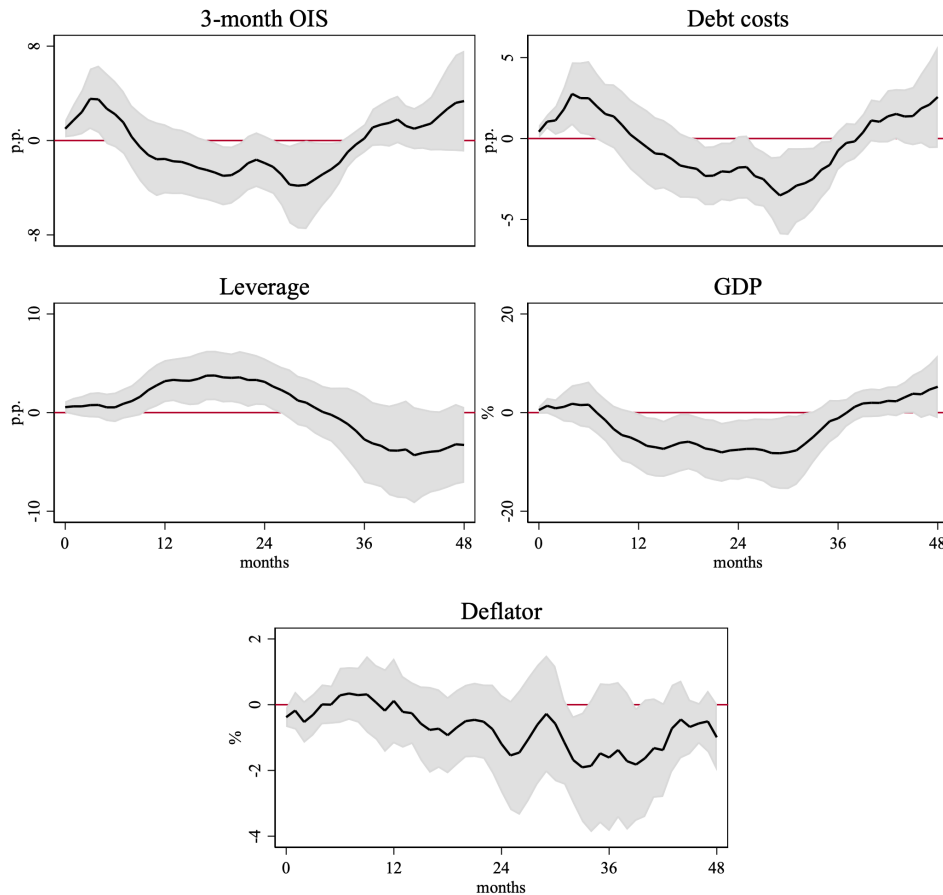 3-month OIS
8
0
-8
p.p.
Debt costs
5
0
-5
p.p.
Leverage
10
0
-10
p.p.
0 12 24 36 48
months
GDP
20
0
-20
%
0 12 24 36 48
months
Deflator
2
0
-2
-4
%
0 12 24 36 48
months